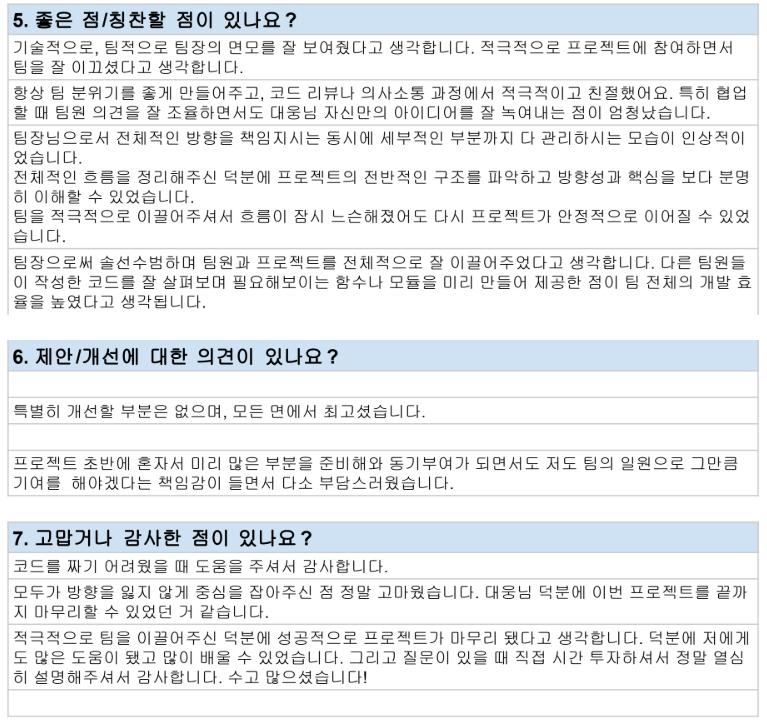 5. 좋은 점/칭찬할 점이 있나요?
기술적으로, 팀적으로 팀장의 면모를 잘 보여줬다고 생각합니다. 적극적으로 프로젝트에 참여하면서
팀을 잘 이끄셨다고 생각합니다.
항상 팀 분위기를 좋게 만들어주고, 코드 리뷰나 의사소통 과정에서 적극적이고 친절했어요. 특히 협업
할 때 팀원 의견을 잘 조율하면서도 대웅님 자신만의 아이디어를 잘 녹여내는 점이 엄청났습니다.
팀장님으로서 전체적인 방향을 책임지시는 동시에 세부적인 부분까지 다 관리하시는 모습이 인상적이
었습니다.
전체적인 흐름을 정리해주신 덕분에 프로젝트의 전반적인 구조를 파악하고 방향성과 핵심을 보다 분명
히 이해할 수 있었습니다.
팀을 적극적으로 이끌어주셔서 흐름이 잠시 느슨해졌어도 다시 프로젝트가 안정적으로 이어질 수 있었
습니다.
팀장으로써 솔선수범하며 팀원과 프로젝트를 전체적으로 잘 이끌어주었다고 생각합니다. 다른 팀원들
이 작성한 코드를 잘 살펴보며 필요해보이는 함수나 모듈을 미리 만들어 제공한 점이 팀 전체의 개발 효
율을 높였다고 생각됩니다.
6. 제안/개선에 대한 의견이 있나요?
특별히 개선할 부분은 없으며, 모든 면에서 최고셨습니다.
프로젝트 초반에 혼자서 미리 많은 부분을 준비해와 동기부여가 되면서도 저도 팀의 일원으로 그만큼
기여를 해야겠다는 책임감이 들면서 다소 부담스러웠습니다.
7. 고맙거나 감사한 점이 있나요?
코드를 짜기 어려웠을 때 도움을 주셔서 감사합니다.
모두가 방향을 잃지 않게 중심을 잡아주신 점 정말 고마웠습니다. 대웅님 덕분에 이번 프로젝트를 끝까
지 마무리할 수 있었던 거 같습니다.
적극적으로 팀을 이끌어주신 덕분에 성공적으로 프로젝트가 마무리 됐다고 생각합니다. 덕분에 저에게
도 많은 도움이 됐고 많이 배울 수 있었습니다. 그리고 질문이 있을 때 직접 시간 투자하셔서 정말 열심
히 설명해주셔서 감사합니다. 수고 많으셨습니다!